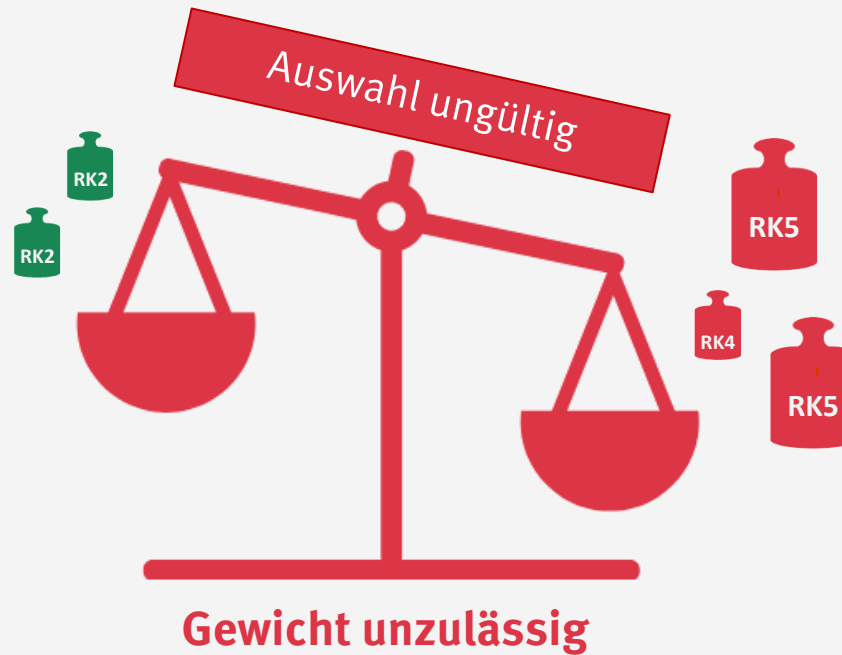 Auswahl ungültig
RK2
RK2
RK5
RK4
RK5
Gewicht unzulässig